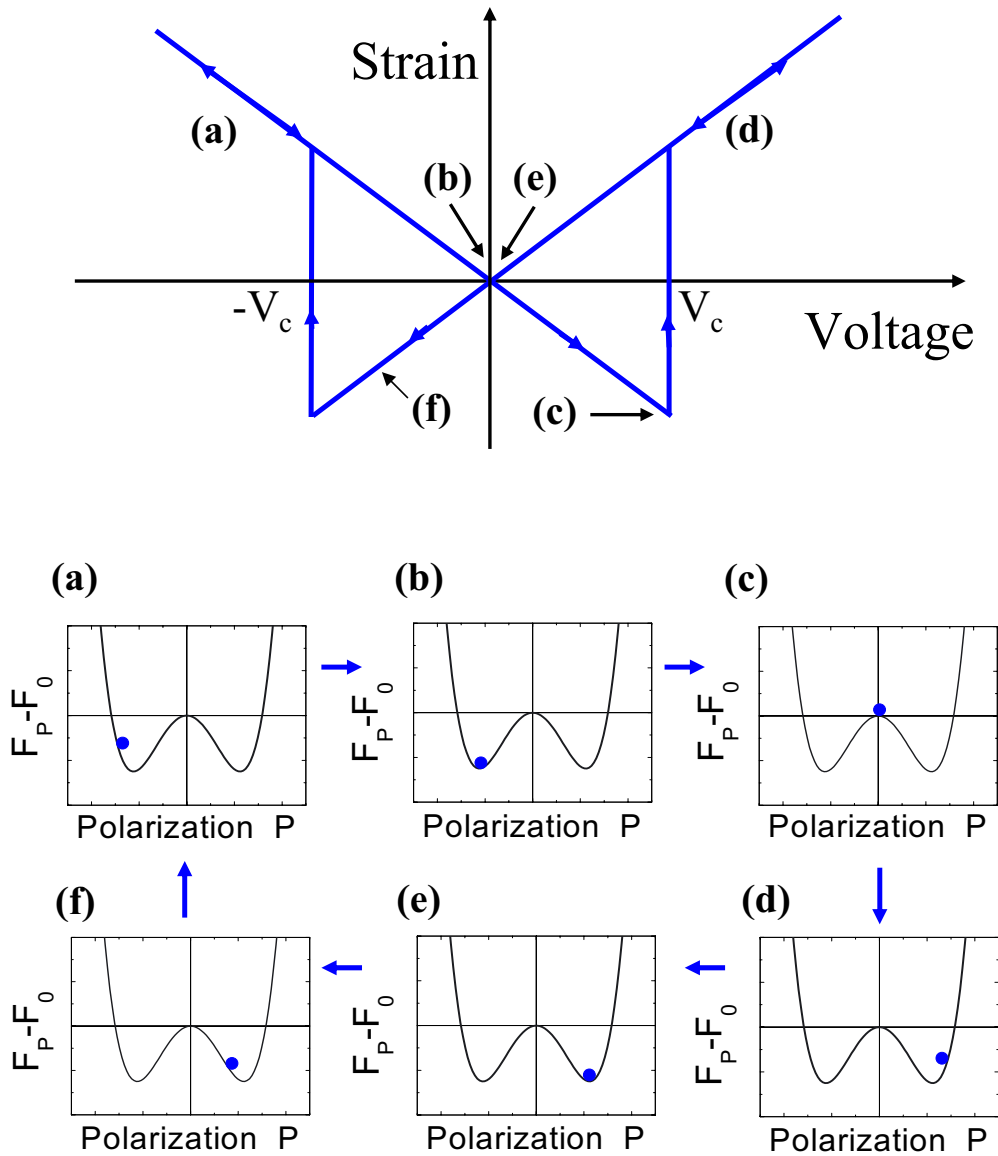 Strain
(a)
(d)
(b)
(e)
-Vc
Vc
Voltage
(f)
(c)
(a)
(b)
(c)
FP-F0
FP-F0
FP-F0
Polarization P
Polarization P
Polarization P
(f)
(e)
(d)
FP-F0
FP-F0
FP-F0
Polarization P
Polarization P
Polarization P